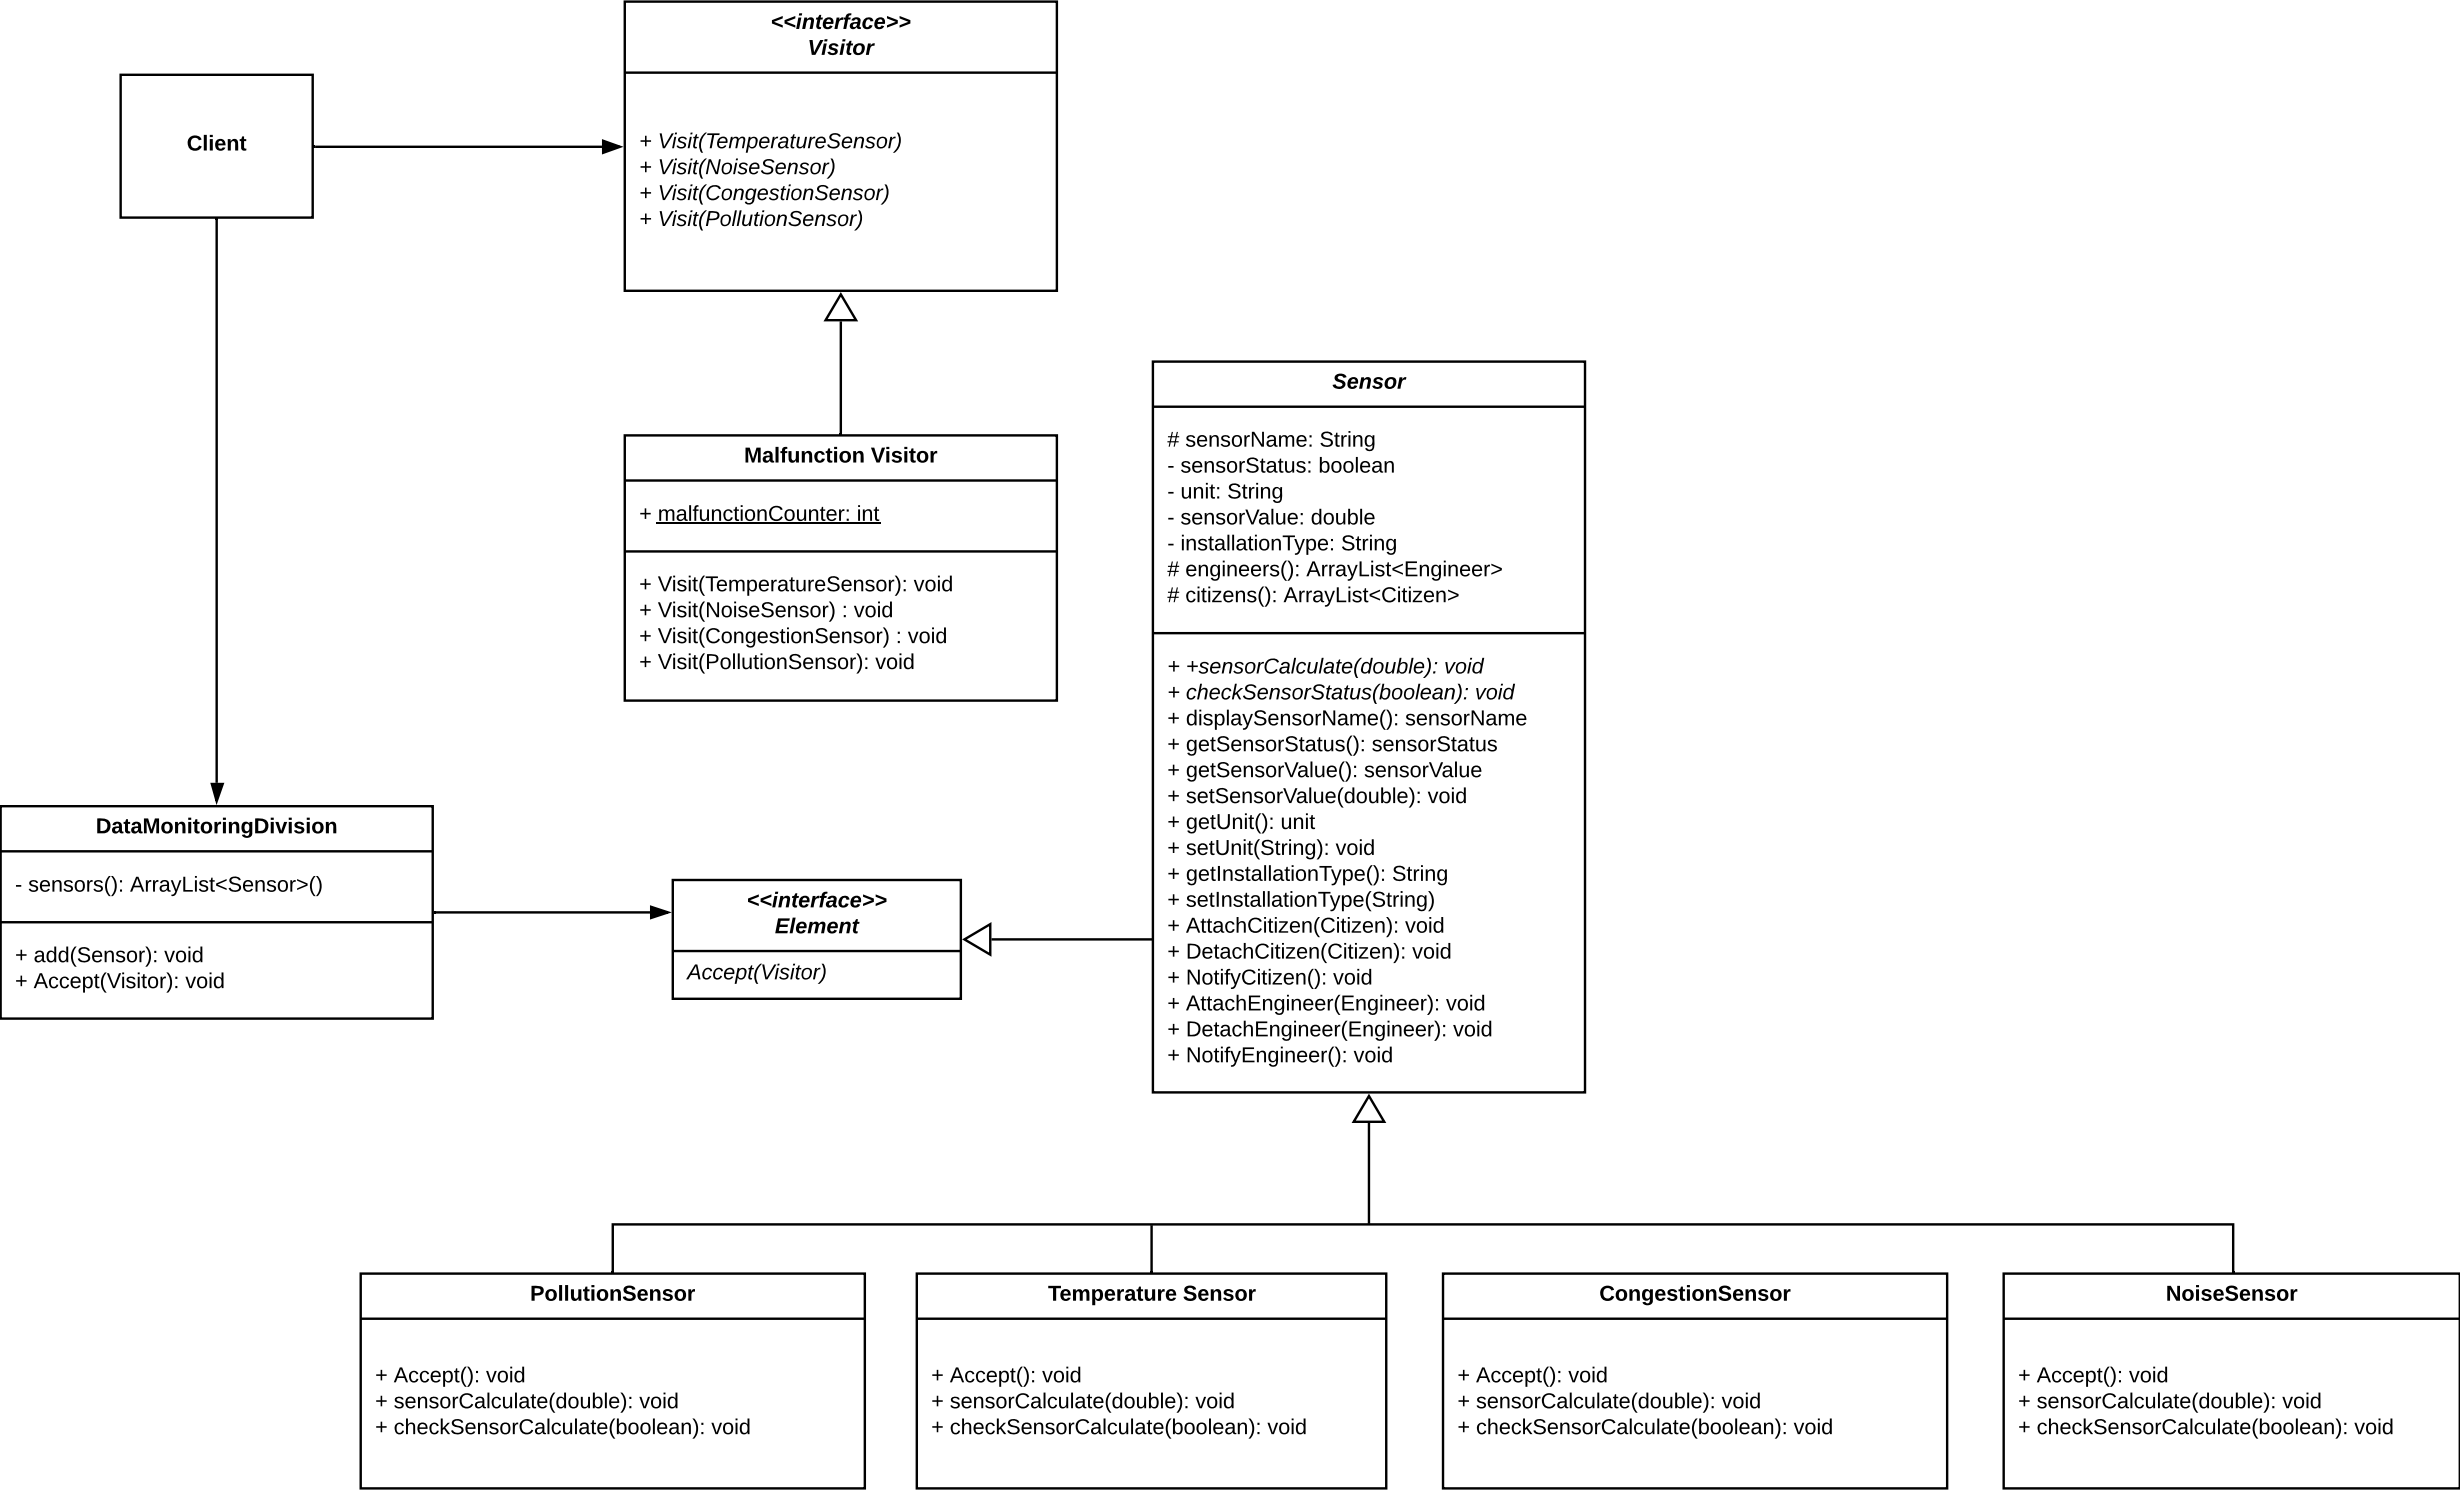 <<interface>>
Visitor
+ Visit(TemperatureSensor)
+ Visit(NoiseSensor)
+ Visit(CongestionSensor)
+ Visit(PollutionSensor)
Client
Malfunction Visitor
+ malfunctionCounter: int
+ Visit(TemperatureSensor): void
+ Visit(NoiseSensor) : void
+ Visit(CongestionSensor) : void
+ Visit(PollutionSensor): void
Sensor
# sensorName: String
- sensorStatus: boolean
- unit: String
- sensorValue: double
- installationType: String
# engineers(): ArrayList<Engineer>
# citizens(): ArrayList<Citizen>
+ +sensorCalculate(double): void
+ checkSensorStatus(boolean): void
+ displaySensorName(): sensorName
+ getSensorStatus(): sensorStatus
+ getSensorValue(): sensorValue
+ setSensorValue(double): void
+ getUnit(): unit
+ setUnit(String): void
+ getInstallationType(): String
+ setInstallationType(String)
+ AttachCitizen(Citizen): void
+ DetachCitizen(Citizen): void
+ NotifyCitizen(): void
+ AttachEngineer(Engineer): void
+ DetachEngineer(Engineer): void
+ NotifyEngineer(): void
DataMonitoringDivision
- sensors(): ArrayList<Sensor>()
+ add(Sensor): void
+ Accept(Visitor): void
<<interface>>
Element
Accept(Visitor)
PollutionSensor
+ Accept(): void
+ sensorCalculate(double): void
+ checkSensorCalculate(boolean): void
Temperature Sensor
+ Accept(): void
+ sensorCalculate(double): void
+ checkSensorCalculate(boolean): void
CongestionSensor
+ Accept(): void
+ sensorCalculate(double): void
+ checkSensorCalculate(boolean): void
NoiseSensor
+ Accept(): void
+ sensorCalculate(double): void
+ checkSensorCalculate(boolean): void